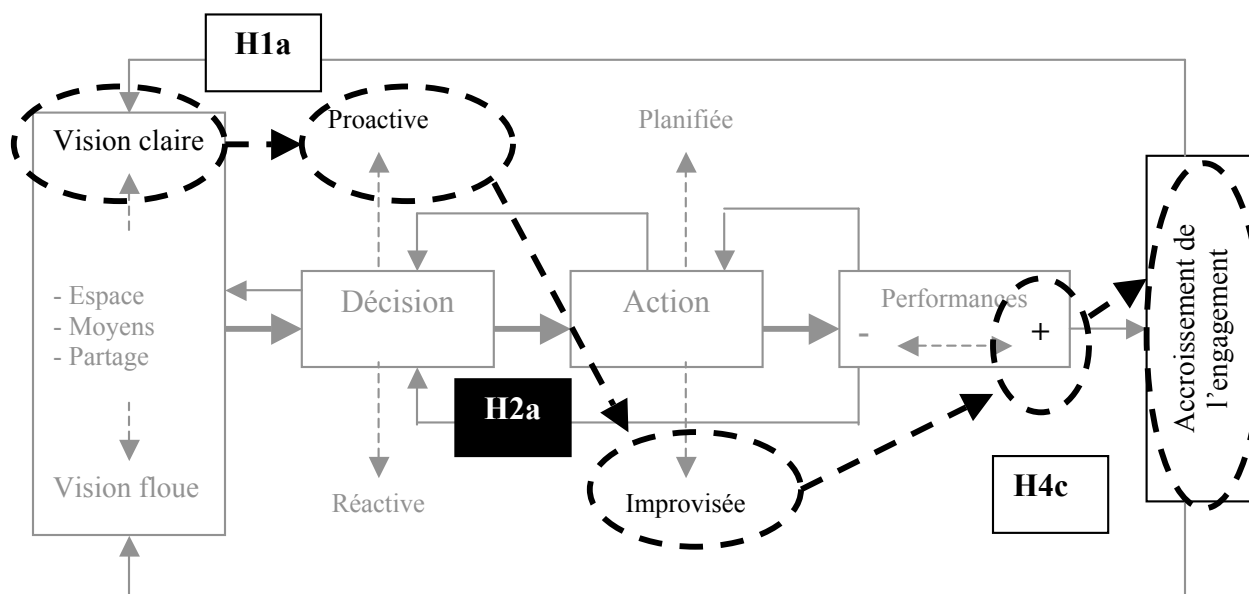 H1a
Vision claire
Proactive
Planifiée
- Espace
- Moyens
- Partage
Décision
Action
Performances
-
+
Accroissement de
l'engagement
H2a
Vision floue
Réactive
Improvisée
H4c